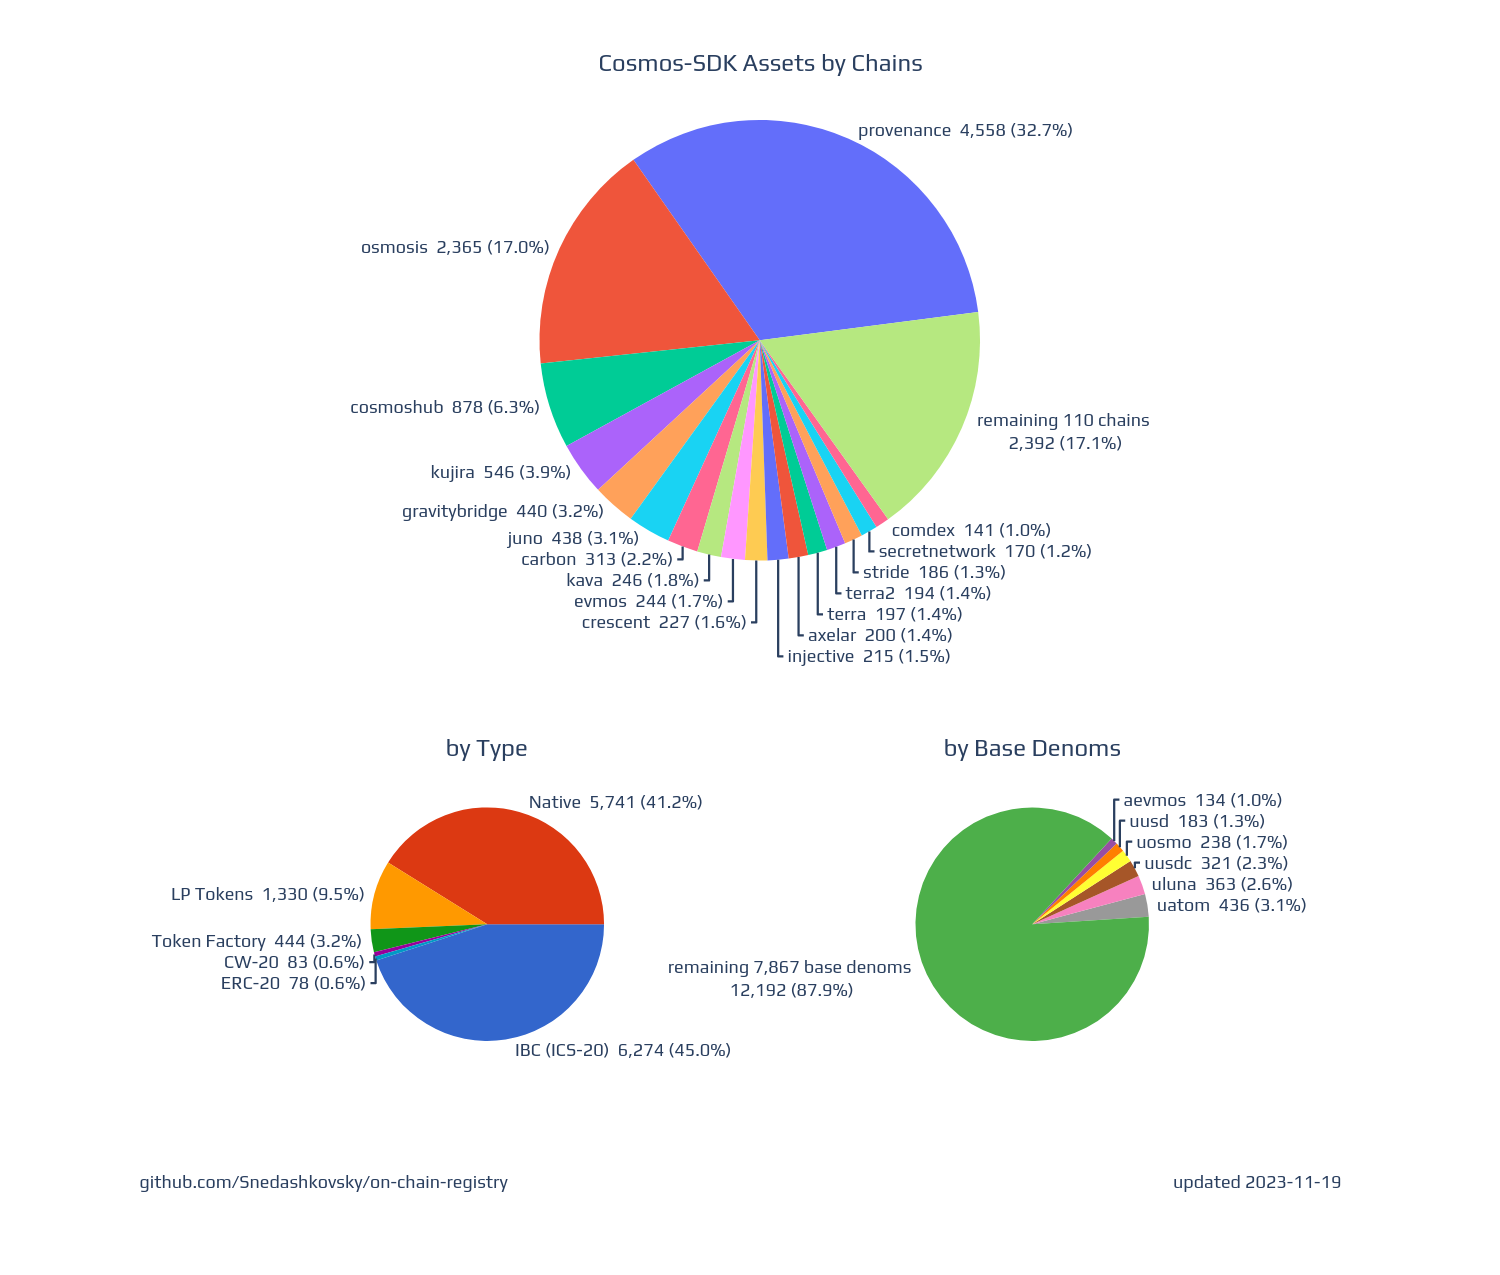 Cosmos-SDK Assets by Chains
provenance 4,558 (32.7%)
osmosis 2,365 (17.0%)
cosmoshub 878 (6.3%)
remaining 110 chains
2,392 (17.1%)
kujira 546 (3.9%)
gravitybridge 440 (3.2%)
comdex 141 (1.0%)
juno 438 (3.1%)
secretnetwork 170 (1.2%)
carbon 313 (2.2%)
stride 186 (1.3%)
kava 246 (1.8%)
terra2 194 (1.4%)
evmos 244 (1.7%)
terra 197 (1.4%)
crescent 227 (1.6%)
axelar 200 (1.4%)
injective 215 (1.5%)
by Type
Native 5,741 (41.2%)
LP Tokens 1,330 (9.5%)
Token Factory 444 (3.2%)
CW-20 83 (0.6%)
ERC-20 78 (0.6%)
IBC (ICS-20) 6,274 (45.0%)
by Base Denoms
aevmos 134 (1.0%)
uusd 183 (1.3%)
uosmo 238 (1.7%)
uusdc 321 (2.3%)
uluna 363 (2.6%)
uatom 436 (3.1%)
remaining 7,867 base denoms
12,192 (87.9%)
github.com/Snedashkovsky/on-chain-registry
updated 2023-11-19